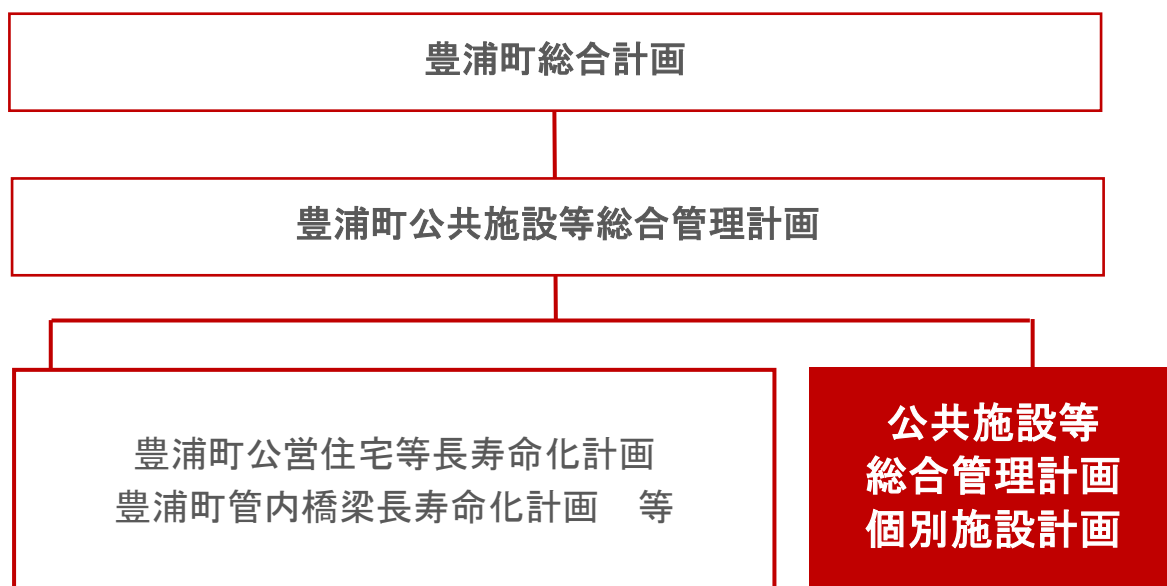 豊浦町総合計画
豊浦町公共施設等総合管理計画
豊浦町公営住宅等長寿命化計画
豊浦町管内橋梁長寿命化計画　等
公共施設等
総合管理計画
個別施設計画